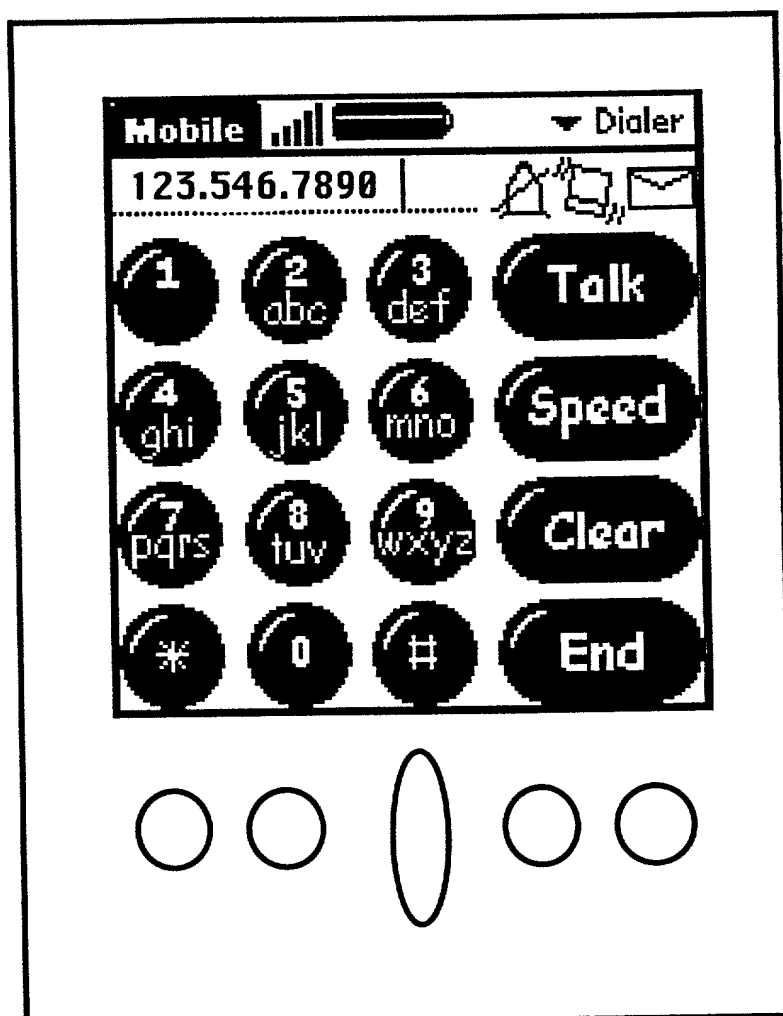 Mobile Dialer
123.546.7890
1 2 3 Talk
abc def
4 5 6 Speed
ghi jkl mno
7 8 9 Clear
pqrs tuv wxyz
* 0 # End